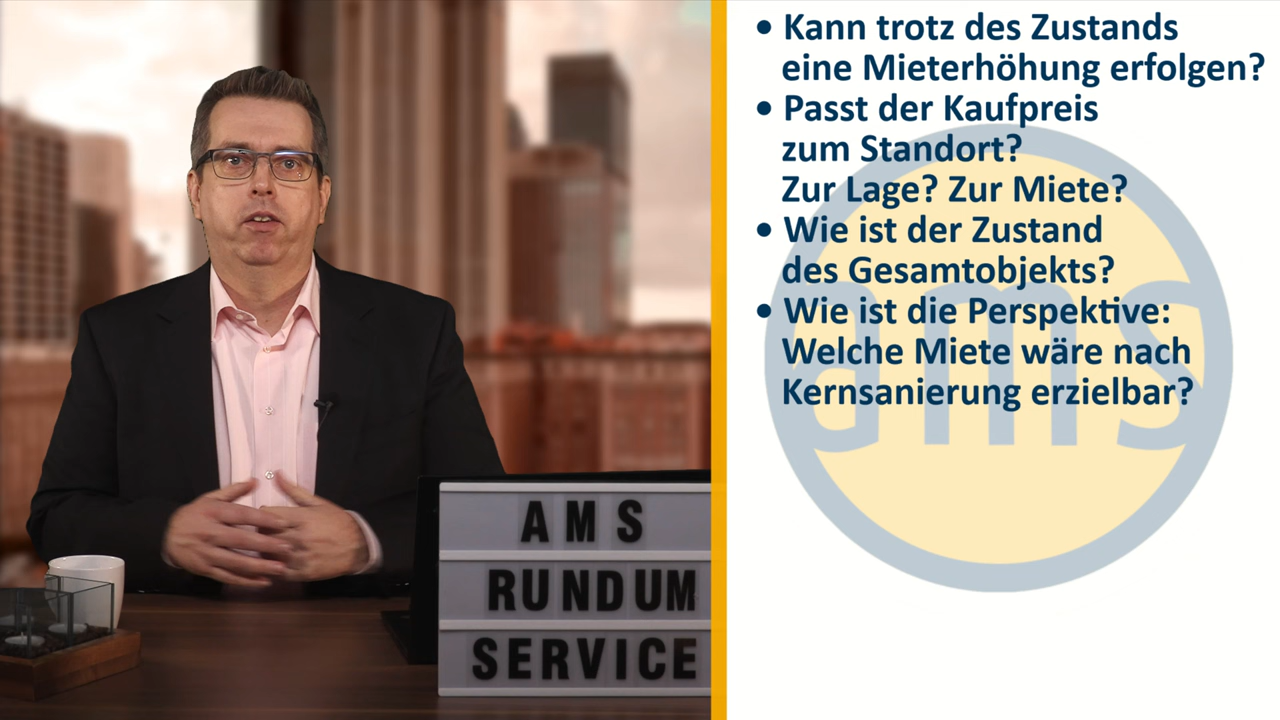 • Kann trotz des Zustands
eine Mieterhöhung erfolgen?
• Passt der Kaufpreis
zum Standort?
Zur Lage? Zur Miete?
• Wie ist der Zustand
des Gesamtobjekts?
• Wie ist die Perspektive:
Welche Miete wäre nach
Kernsanierung erzielbar?
ams
AMS
RUNDUM
SERVICE